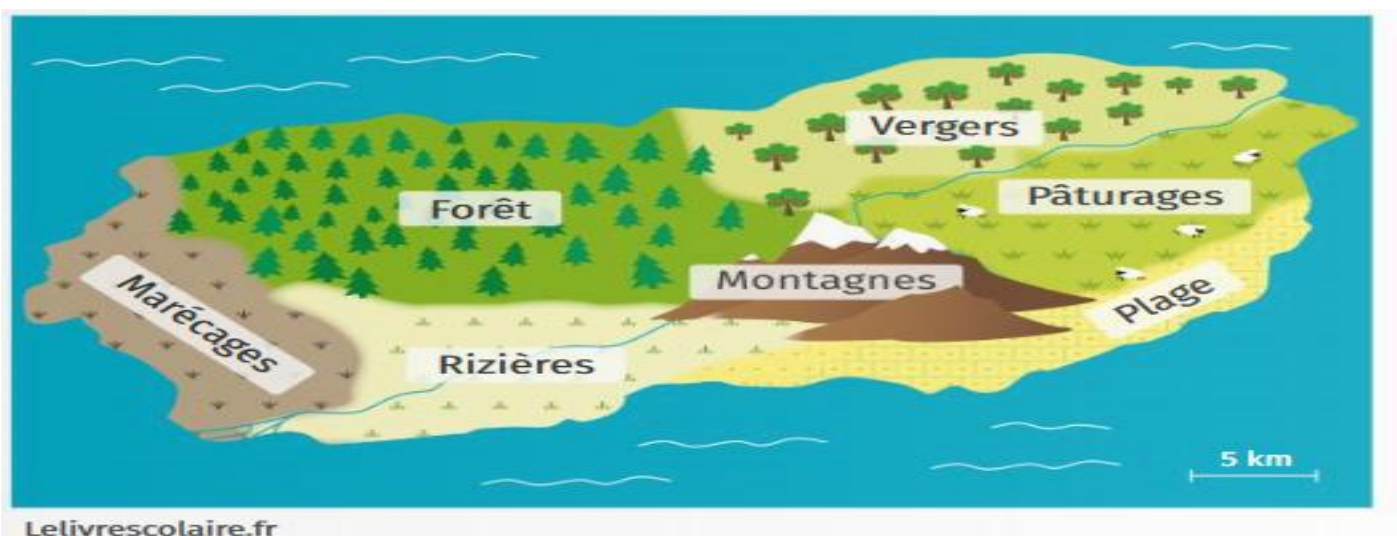 Vergers
Pâturages
Forêt
Montagnes
Plage
Marécages
Rizières
5 km
Lelivrescolaire.fr